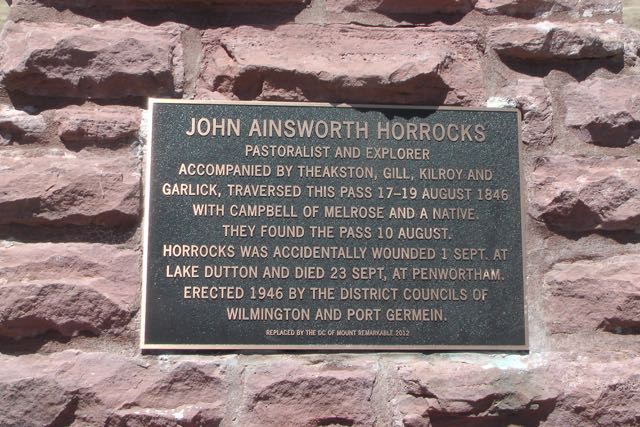 JOHN AINSWORTH HORROCKS
PASTORALIST AND EXPLORER
ACCOMPANIED BY THEAKSTON, GILL, KILROY AND
GARLICK, TRAVERSED THIS PASS 17–19 AUGUST 1846
WITH CAMPBELL OF MELROSE AND A NATIVE.
THEY FOUND THE PASS 10 AUGUST.
HORROCKS WAS ACCIDENTALLY WOUNDED 1 SEPT. AT
LAKE DUTTON AND DIED 23 SEPT, AT PENWORTHAM.
ERECTED 1946 BY THE DISTRICT COUNCILS OF
WILMINGTON AND PORT GERMEIN.
REPLACED BY THE DC OF MOUNT REMARKABLE 2012